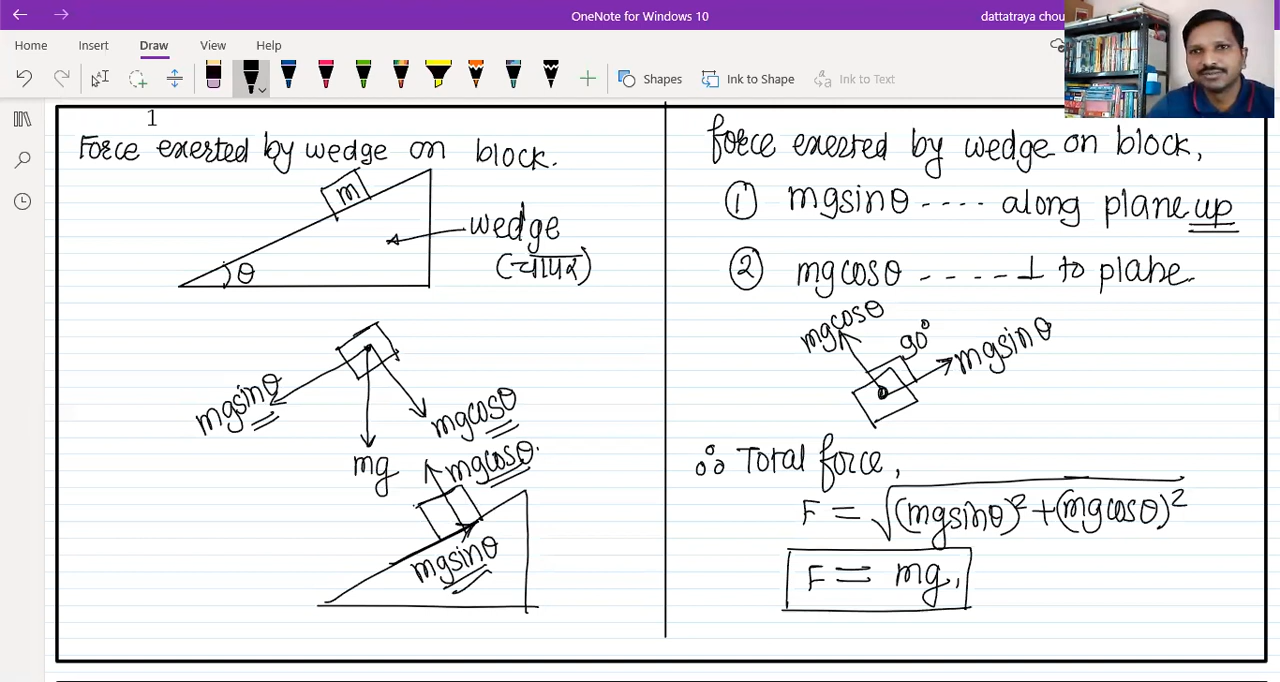 OneNote for Windows 10
dattatraya chou
Home Insert Draw View Help
Shapes Ink to Shape Ink to Text
1
Force exerted by wedge on block.
m
θ
wedge
mgsinθ
mgcosθ
mg
mgcosθ.
mgsinθ
force exerted by wedge on block,
① mgsinθ ---- along plane up
② mgcosθ ----- ⊥ to plane
mgcosθ
90°
mgsinθ
∴ Total force,
F = √(mgsinθ)²+(mgcosθ)²
F = mg,